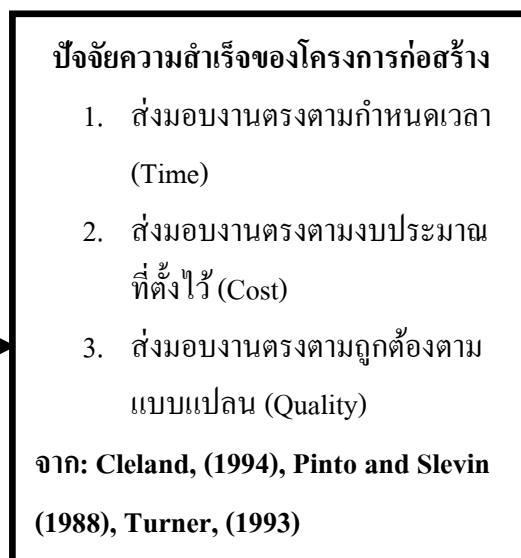 ปัจจัยความสำเร็จของโครงการก่อสร้าง
1. ส่งมอบงานตรงตามกำหนดเวลา
(Time)
2. ส่งมอบงานตรงตามงบประมาณ
ที่ตั้งไว้ (Cost)
3. ส่งมอบงานตรงตามถูกต้องตาม
แบบแปลน (Quality)
จาก: Cleland, (1994), Pinto and Slevin
(1988), Turner, (1993)